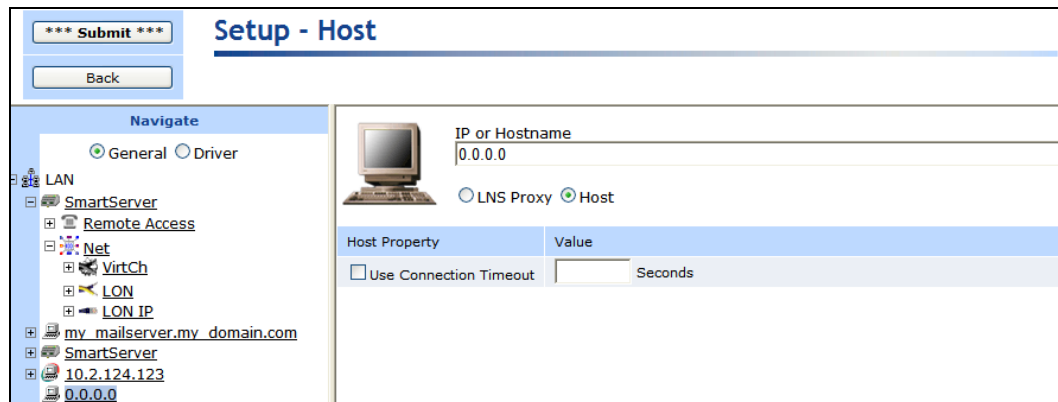 *** Submit ***
Back
Setup - Host
Navigate
General Driver
LAN
SmartServer
Remote Access
Net
VirtCh
LON
LON IP
my_mailserver.my_domain.com
SmartServer
10.2.124.123
0.0.0.0
IP or Hostname
0.0.0.0
LNS Proxy Host
Host Property Value
Use Connection Timeout Seconds